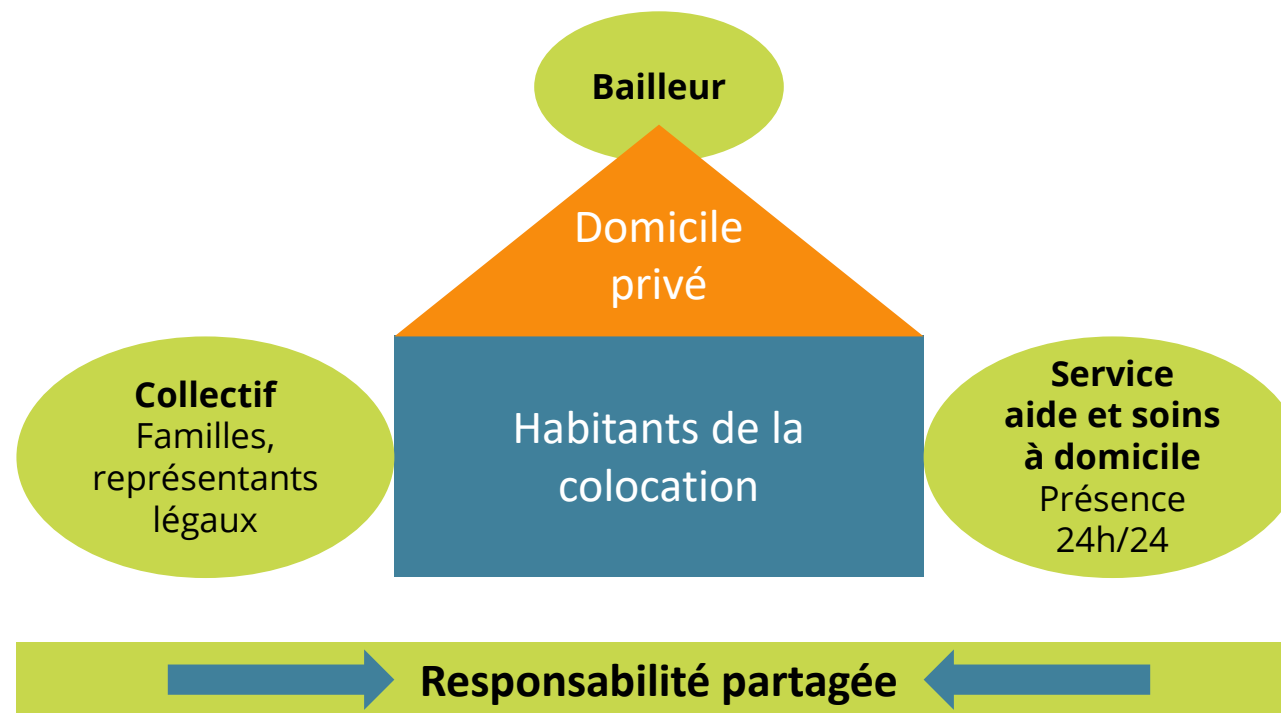 Bailleur
Domicile
privé
Collectif
Familles,
représentants
légaux
Habitants de la
colocation
Service
aide et soins
à domicile
Présence
24h/24
Responsabilité partagée